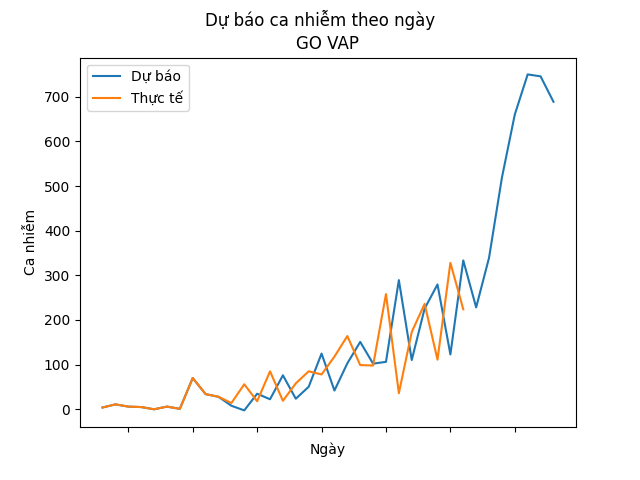 Dự báo ca nhiễm theo ngày
GO VAP
Dự báo
Thực tế
700
600
500
400
300
200
100
0
Ca nhiễm
Ngày